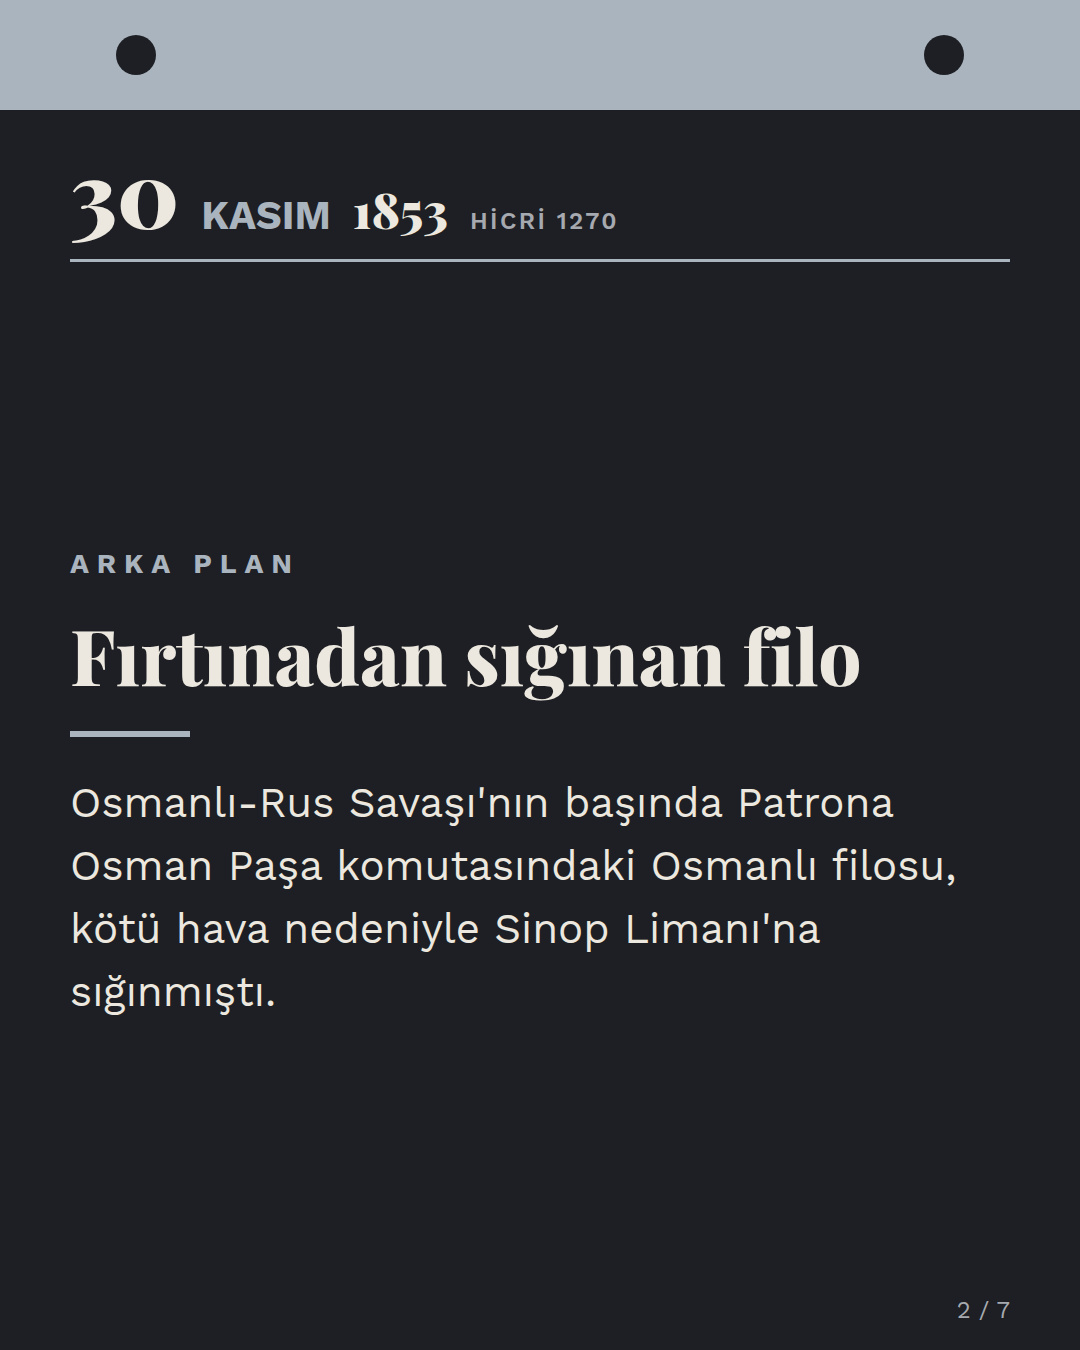 30 KASIM 1853 HİCRİ 1270
ARKA PLAN
Fırtınadan sığınan filo
Osmanlı-Rus Savaşı'nın başında Patrona
Osman Paşa komutasındaki Osmanlı filosu,
kötü hava nedeniyle Sinop Limanı'na
sığınmıştı.
2 / 7